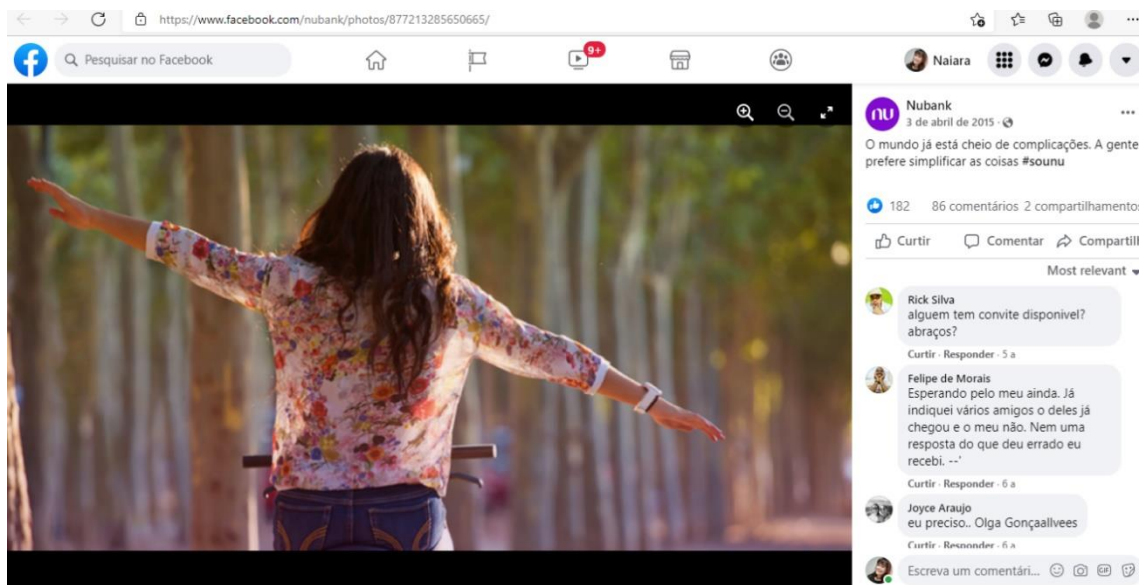 https://www.facebook.com/nubank/photos/877213285650665/
Pesquisar no Facebook
9+
Naiara
nu
Nubank
3 de abril de 2015 ·
O mundo já está cheio de complicações. A gente
prefere simplificar as coisas #sounu
182 86 comentários 2 compartilhamentos
Curtir Comentar Compartill
Most relevant
Rick Silva
alguem tem convite disponivel?
abraços?
Curtir · Responder · 5 a
Felipe de Morais
Esperando pelo meu ainda. Já
indiquei vários amigos o deles já
chegou e o meu não. Nem uma
resposta do que deu errado eu
recebi. --'
Curtir · Responder · 6 a
Joyce Araujo
eu preciso.. Olga Gonçaallvees
Curtir · Responder · 6 a
Escreva um comentári... GIF